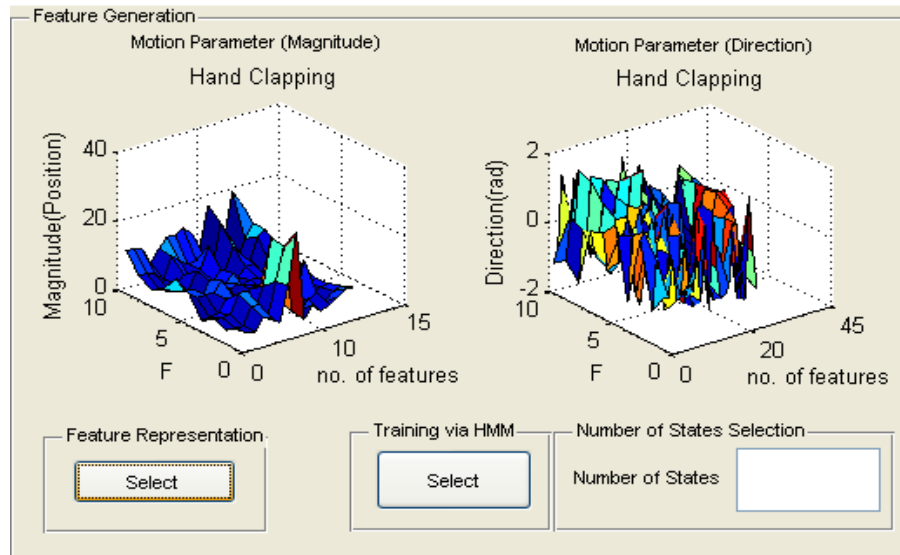 Feature Generation
Motion Parameter (Magnitude)
Hand Clapping
Magnitude(Position)
40
20
0
10
5
0
F
0
10
15
no. of features
Motion Parameter (Direction)
Hand Clapping
Direction(rad)
2
0
-2
10
5
0
F
0
20
45
no. of features
Feature Representation
Select
Training via HMM
Select
Number of States Selection
Number of States